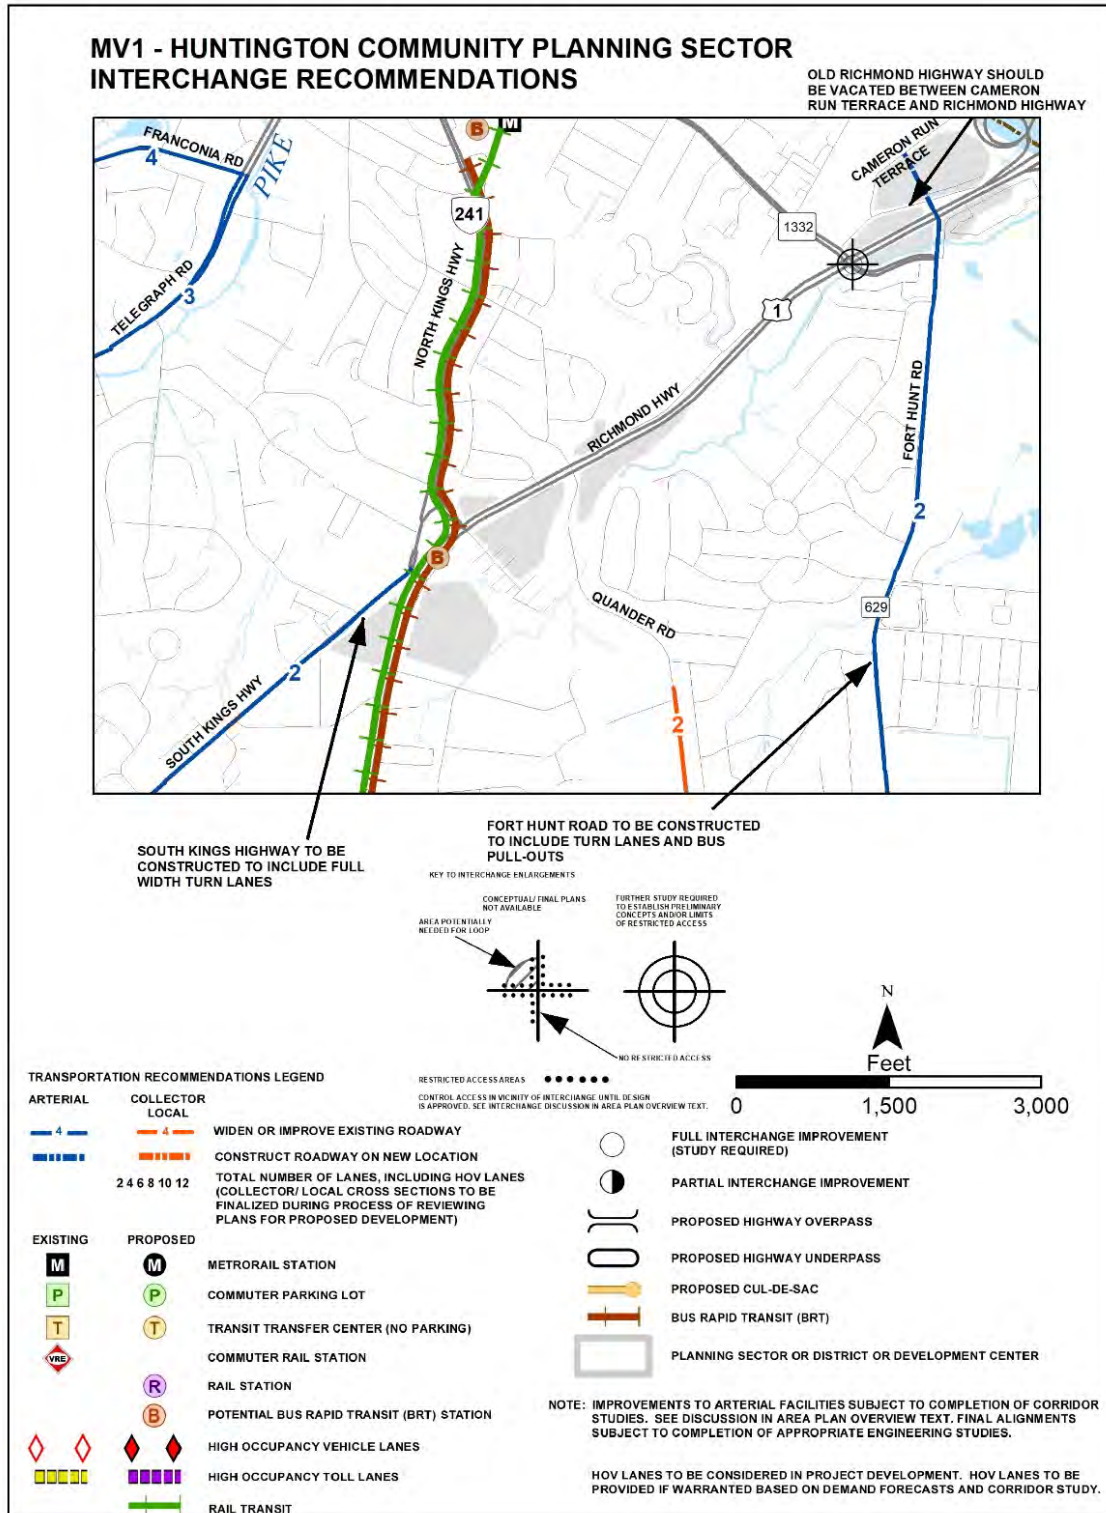 MV1 - HUNTINGTON COMMUNITY PLANNING SECTOR
INTERCHANGE RECOMMENDATIONS
OLD RICHMOND HIGHWAY SHOULD
BE VACATED BETWEEN CAMERON
RUN TERRACE AND RICHMOND HIGHWAY
FRANCONIA RD
4
PIKE
B
M
241
CAMERON RUN
TERRACE
1332
TELEGRAPH RD
3
NORTH KINGS HWY
1
RICHMOND HWY
FORT HUNT RD
2
B
QUANDER RD
629
2
SOUTH KINGS HWY
2
SOUTH KINGS HIGHWAY TO BE
CONSTRUCTED TO INCLUDE FULL
WIDTH TURN LANES
FORT HUNT ROAD TO BE CONSTRUCTED
TO INCLUDE TURN LANES AND BUS
PULL-OUTS
KEY TO INTERCHANGE ENLARGEMENTS
CONCEPTUAL/ FINAL PLANS
NOT AVAILABLE
AREA POTENTIALLY
NEEDED FOR LOOP
FURTHER STUDY REQUIRED
TO ESTABLISH PRELIMINARY
CONCEPTS AND/OR LIMITS
OF RESTRICTED ACCESS
NO RESTRICTED ACCESS
RESTRICTED ACCESS AREAS
CONTROL ACCESS IN VICINITY OF INTERCHANGE UNTIL DESIGN
IS APPROVED. SEE INTERCHANGE DISCUSSION IN AREA PLAN OVERVIEW TEXT.
N
Feet
0 1,500 3,000
TRANSPORTATION RECOMMENDATIONS LEGEND
ARTERIAL COLLECTOR
LOCAL
4 4 WIDEN OR IMPROVE EXISTING ROADWAY
CONSTRUCT ROADWAY ON NEW LOCATION
2 4 6 8 10 12 TOTAL NUMBER OF LANES, INCLUDING HOV LANES
(COLLECTOR/ LOCAL CROSS SECTIONS TO BE
FINALIZED DURING PROCESS OF REVIEWING
PLANS FOR PROPOSED DEVELOPMENT)
EXISTING PROPOSED
M M METRORAIL STATION
P P COMMUTER PARKING LOT
T T TRANSIT TRANSFER CENTER (NO PARKING)
VRE COMMUTER RAIL STATION
R RAIL STATION
B POTENTIAL BUS RAPID TRANSIT (BRT) STATION
HIGH OCCUPANCY VEHICLE LANES
HIGH OCCUPANCY TOLL LANES
RAIL TRANSIT
FULL INTERCHANGE IMPROVEMENT
(STUDY REQUIRED)
PARTIAL INTERCHANGE IMPROVEMENT
PROPOSED HIGHWAY OVERPASS
PROPOSED HIGHWAY UNDERPASS
PROPOSED CUL-DE-SAC
BUS RAPID TRANSIT (BRT)
PLANNING SECTOR OR DISTRICT OR DEVELOPMENT CENTER
NOTE: IMPROVEMENTS TO ARTERIAL FACILITIES SUBJECT TO COMPLETION OF CORRIDOR
STUDIES. SEE DISCUSSION IN AREA PLAN OVERVIEW TEXT. FINAL ALIGNMENTS
SUBJECT TO COMPLETION OF APPROPRIATE ENGINEERING STUDIES.
HOV LANES TO BE CONSIDERED IN PROJECT DEVELOPMENT. HOV LANES TO BE
PROVIDED IF WARRANTED BASED ON DEMAND FORECASTS AND CORRIDOR STUDY.